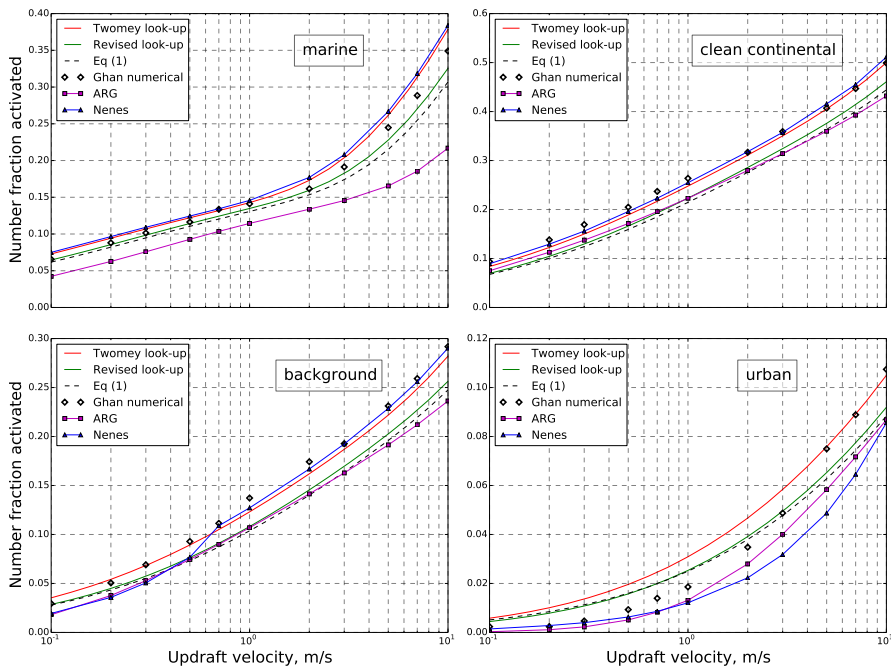 0.40
0.35
0.30
0.25
0.20
0.15
0.10
0.05
0.00
Number fraction activated
Twomey look-up
Revised look-up
Eq (1)
Ghan numerical
ARG
Nenes
marine
0.6
0.5
0.4
0.3
0.2
0.1
0.0
Twomey look-up
Revised look-up
Eq (1)
Ghan numerical
ARG
Nenes
clean continental
0.30
0.25
0.20
0.15
0.10
0.05
0.00
Number fraction activated
Twomey look-up
Revised look-up
Eq (1)
Ghan numerical
ARG
Nenes
background
10⁻¹ 10⁰ 10¹
Updraft velocity, m/s
0.12
0.10
0.08
0.06
0.04
0.02
0.00
Twomey look-up
Revised look-up
Eq (1)
Ghan numerical
ARG
Nenes
urban
10⁻¹ 10⁰ 10¹
Updraft velocity, m/s